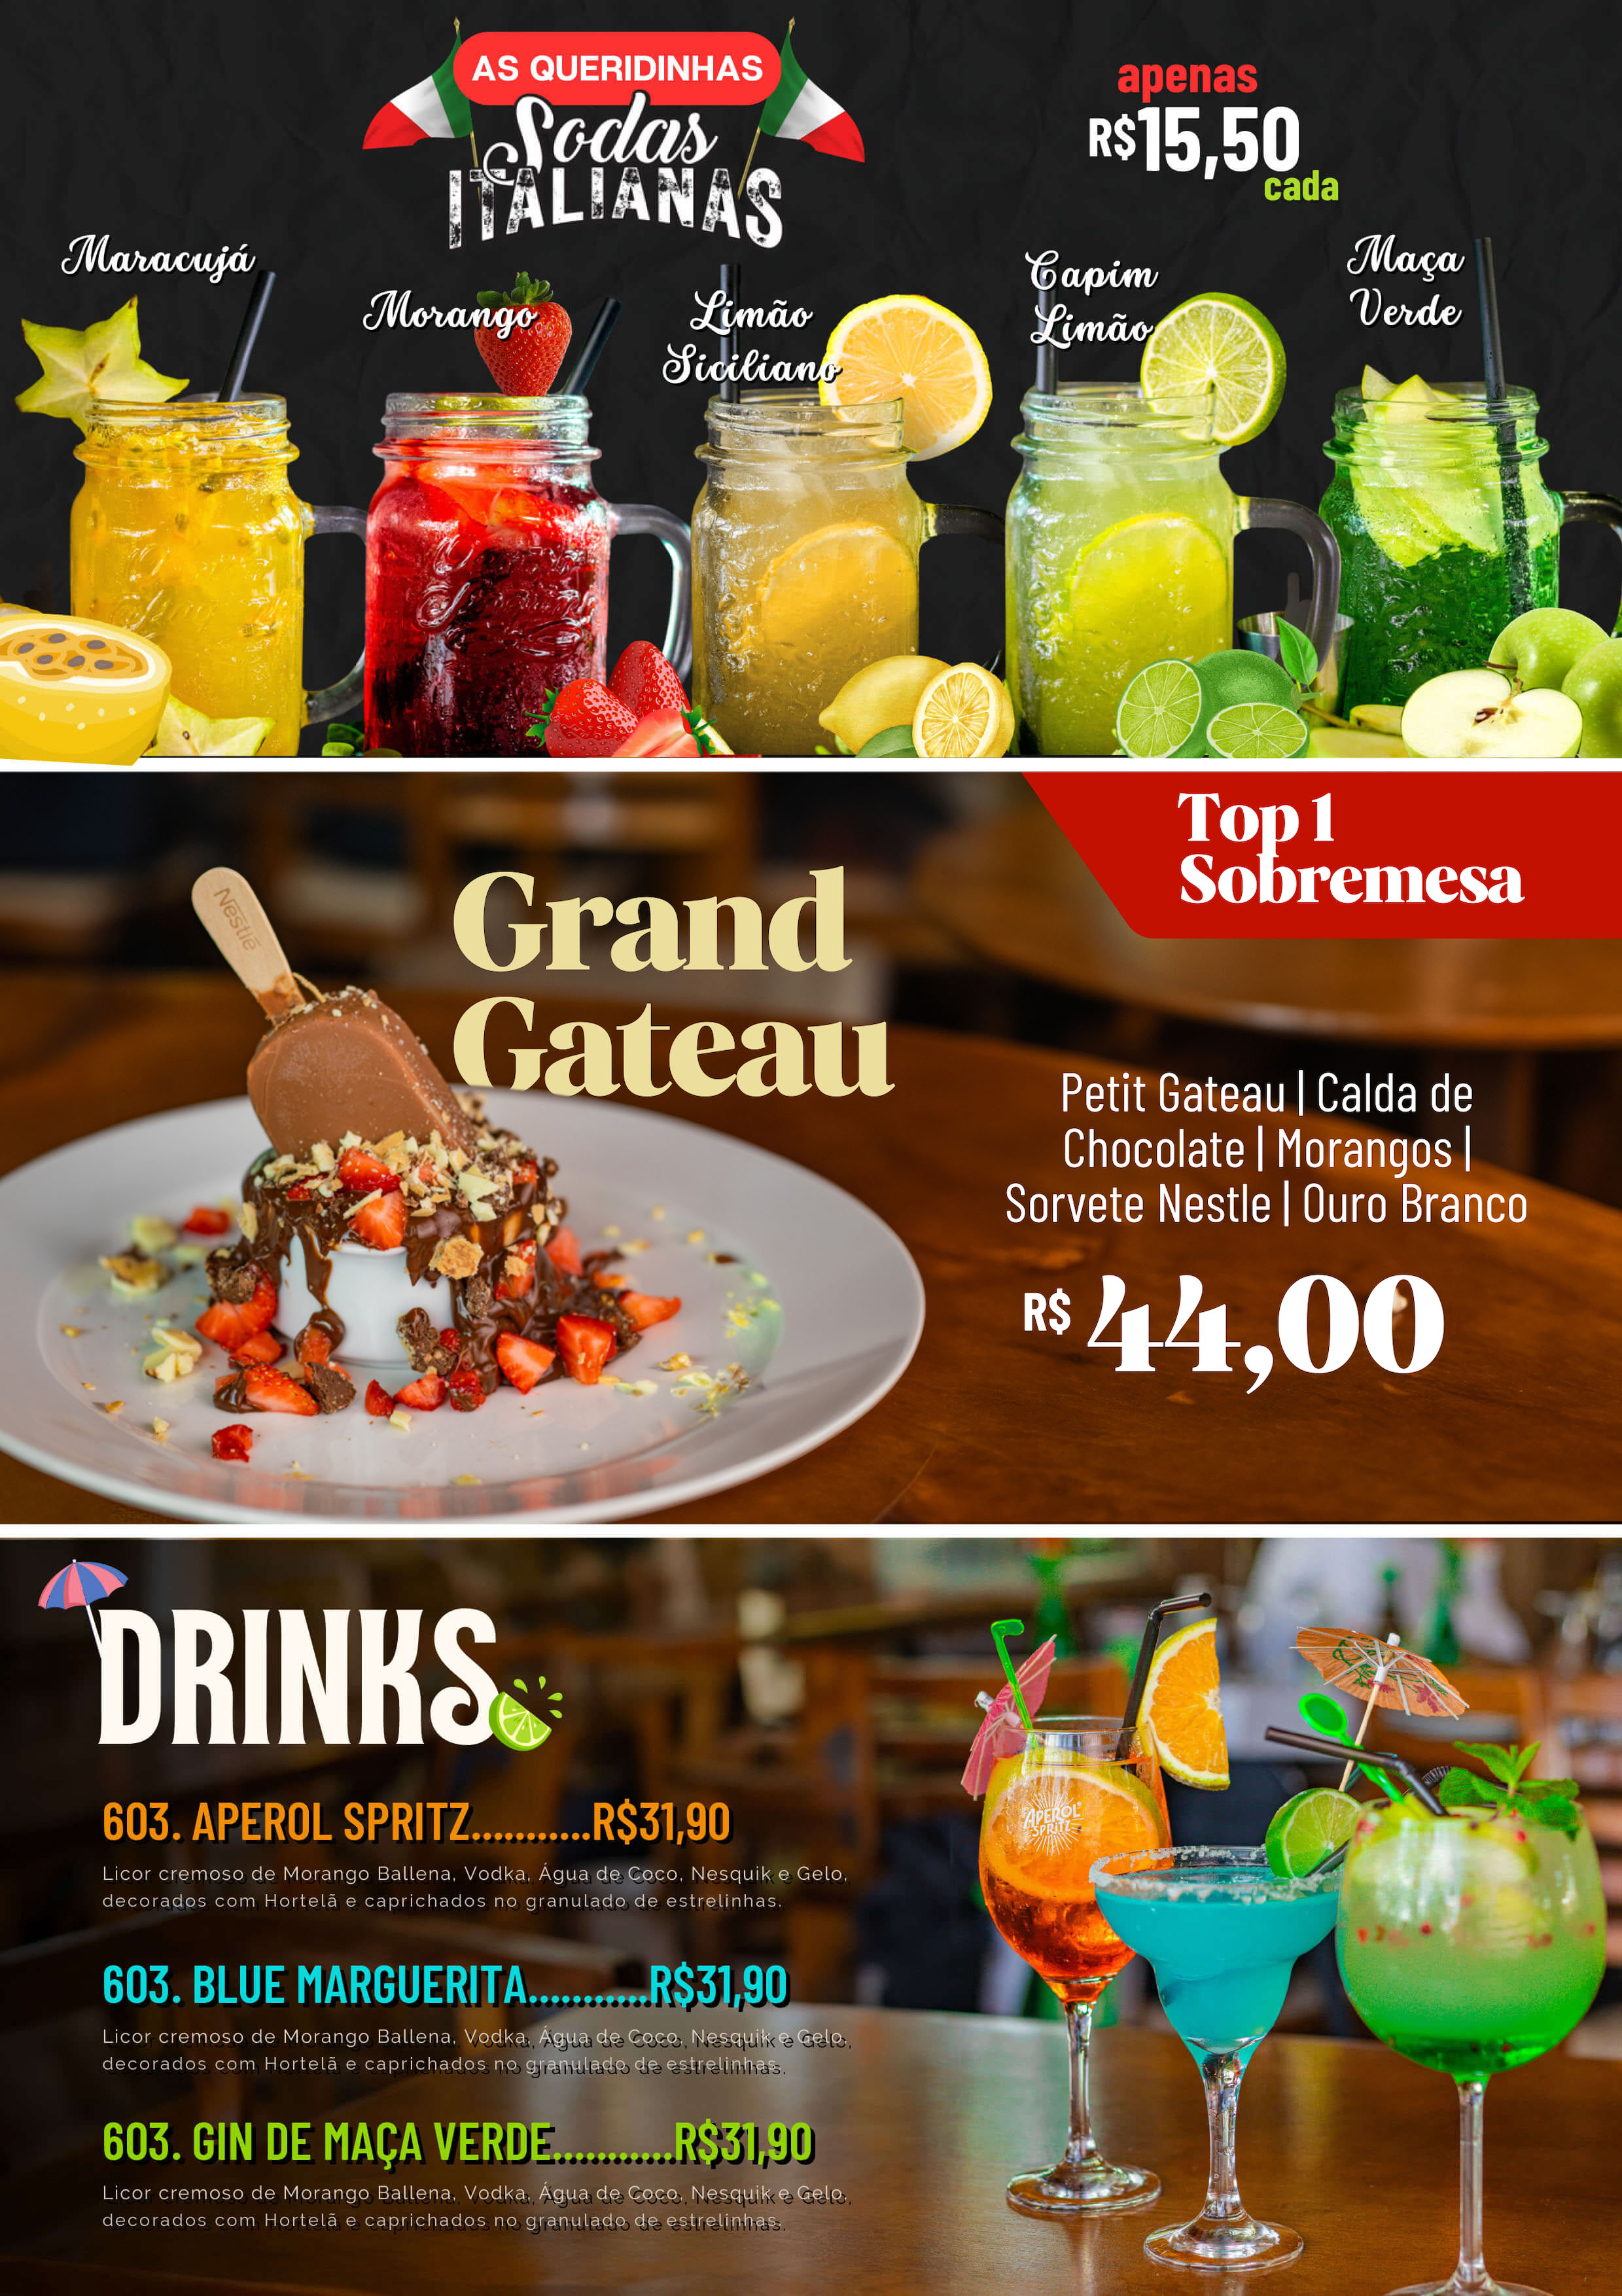 AS QUERIDINHAS
Sodas
ITALIANAS
apenas
R$15,50
cada
Maracujá
Morango
Limão
Siciliano
Capim
Limão
Maça
Verde
Top 1
Sobremesa
Nestlé
Grand
Gateau
Petit Gateau | Calda de
Chocolate | Morangos |
Sorvete Nestle | Ouro Branco
R$ 44,00
DRINKS
603. APEROL SPRITZ...........R$31,90
Licor cremoso de Morango Ballena, Vodka, Água de Coco, Nesquik e Gelo,
decorados com Hortelã e caprichados no granulado de estrelinhas.
603. BLUE MARGUERITA...........R$31,90
Licor cremoso de Morango Ballena, Vodka, Água de Coco, Nesquik e Gelo,
decorados com Hortelã e caprichados no granulado de estrelinhas.
603. GIN DE MAÇA VERDE...........R$31,90
Licor cremoso de Morango Ballena, Vodka, Água de Coco, Nesquik e Gelo,
decorados com Hortelã e caprichados no granulado de estrelinhas.
APEROL
SPRITZ